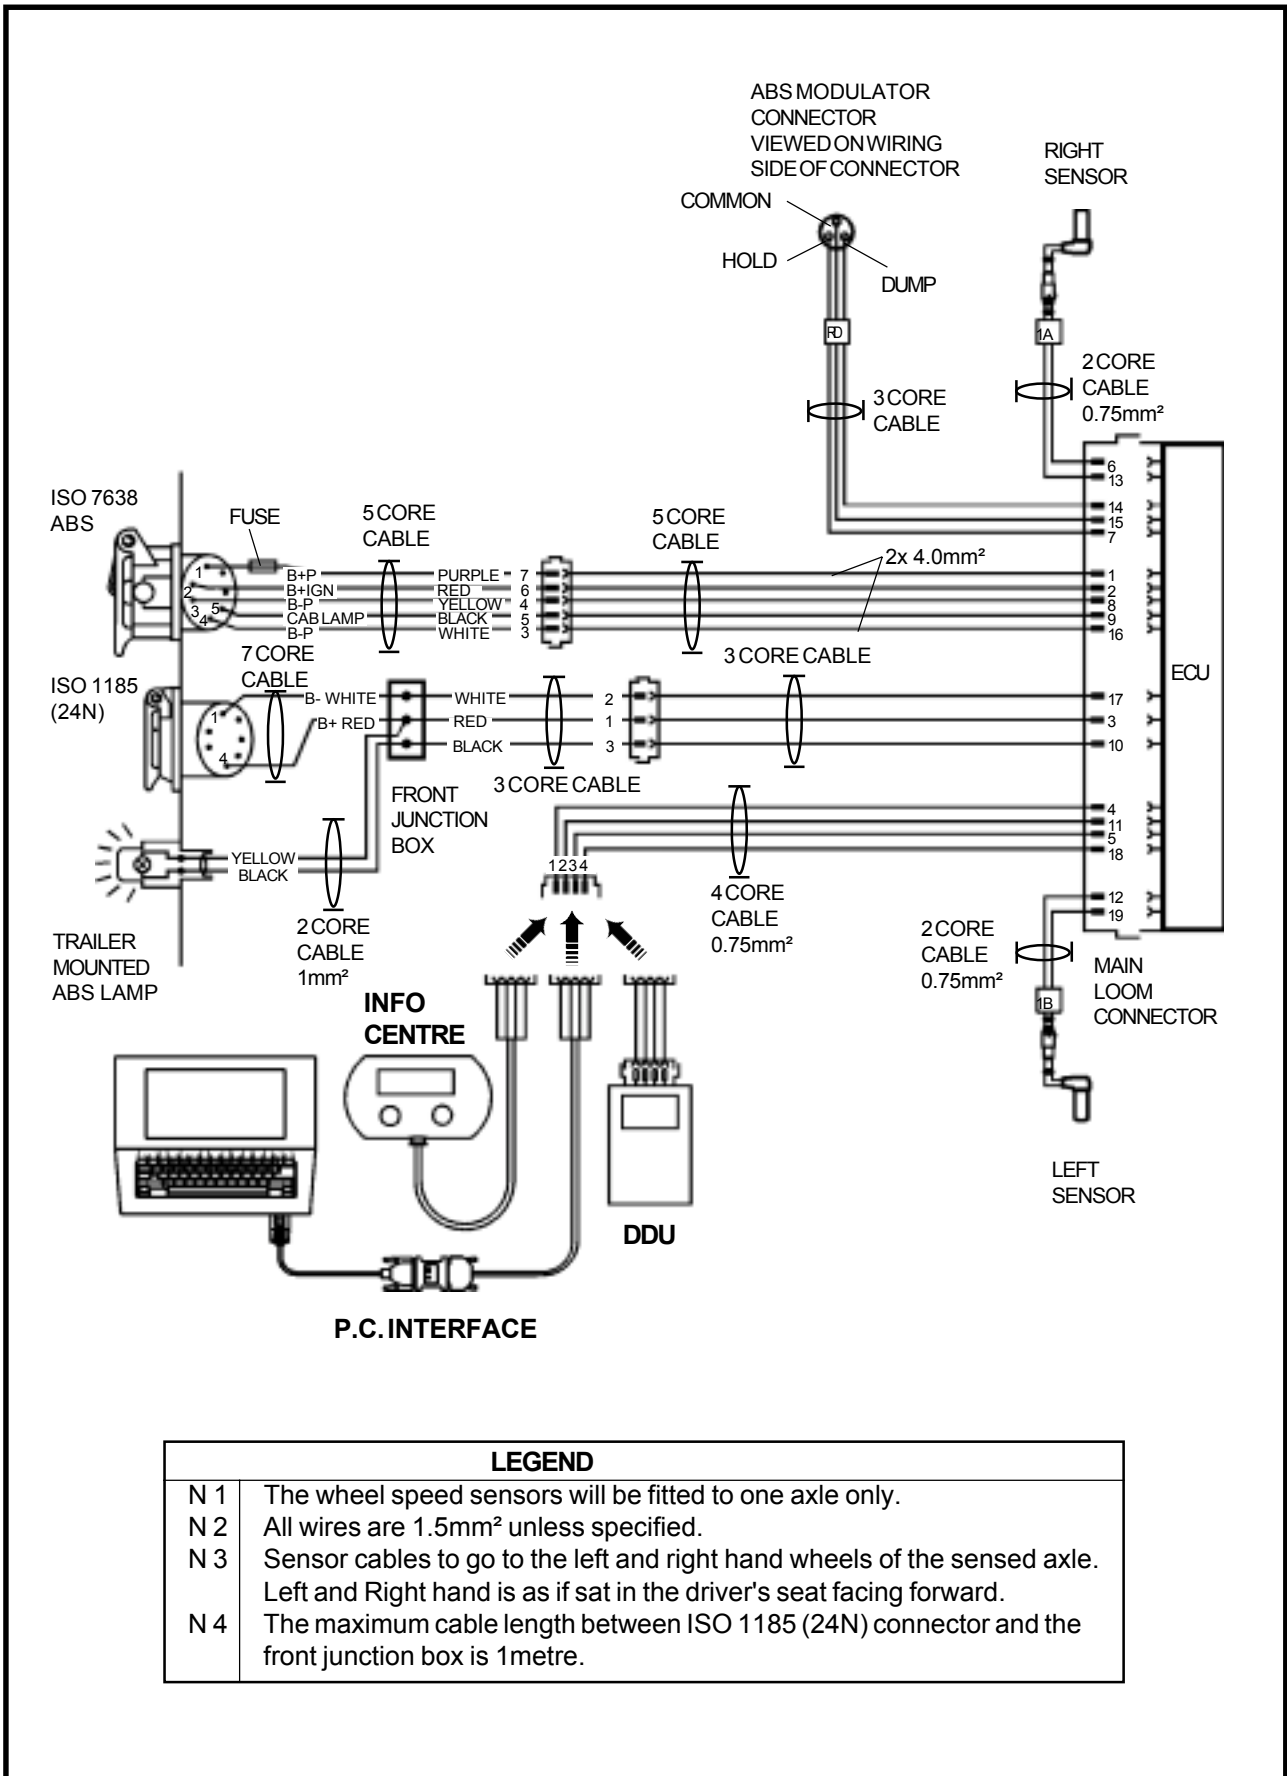 ABS MODULATOR
CONNECTOR
VIEWED ON WIRING
SIDE OF CONNECTOR
RIGHT
SENSOR
COMMON
HOLD
DUMP
RD
1A
3 CORE
CABLE
2 CORE
CABLE
0.75mm²
6
13
14
15
7
ISO 7638
ABS
FUSE
5 CORE
CABLE
5 CORE
CABLE
2x 4.0mm²
1
2
3
4
5
B+P
B+IGN
B-P
CAB LAMP
B-P
PURPLE 7
RED 6
YELLOW 4
BLACK 5
WHITE 3
1
2
8
9
16
ECU
7 CORE
CABLE
3 CORE CABLE
ISO 1185
(24N)
1
4
B- WHITE
B+ RED
WHITE 2
RED 1
BLACK 3
17
3
10
3 CORE CABLE
FRONT
JUNCTION
BOX
YELLOW
BLACK
2 CORE
CABLE
1mm²
TRAILER
MOUNTED
ABS LAMP
1 2 3 4
4 CORE
CABLE
0.75mm²
4
11
5
18
12
19
2 CORE
CABLE
0.75mm²
1B
MAIN
LOOM
CONNECTOR
LEFT
SENSOR
INFO
CENTRE
DDU
P.C. INTERFACE
LEGEND
N 1 The wheel speed sensors will be fitted to one axle only.
N 2 All wires are 1.5mm² unless specified.
N 3 Sensor cables to go to the left and right hand wheels of the sensed axle.
Left and Right hand is as if sat in the driver's seat facing forward.
N 4 The maximum cable length between ISO 1185 (24N) connector and the
front junction box is 1metre.